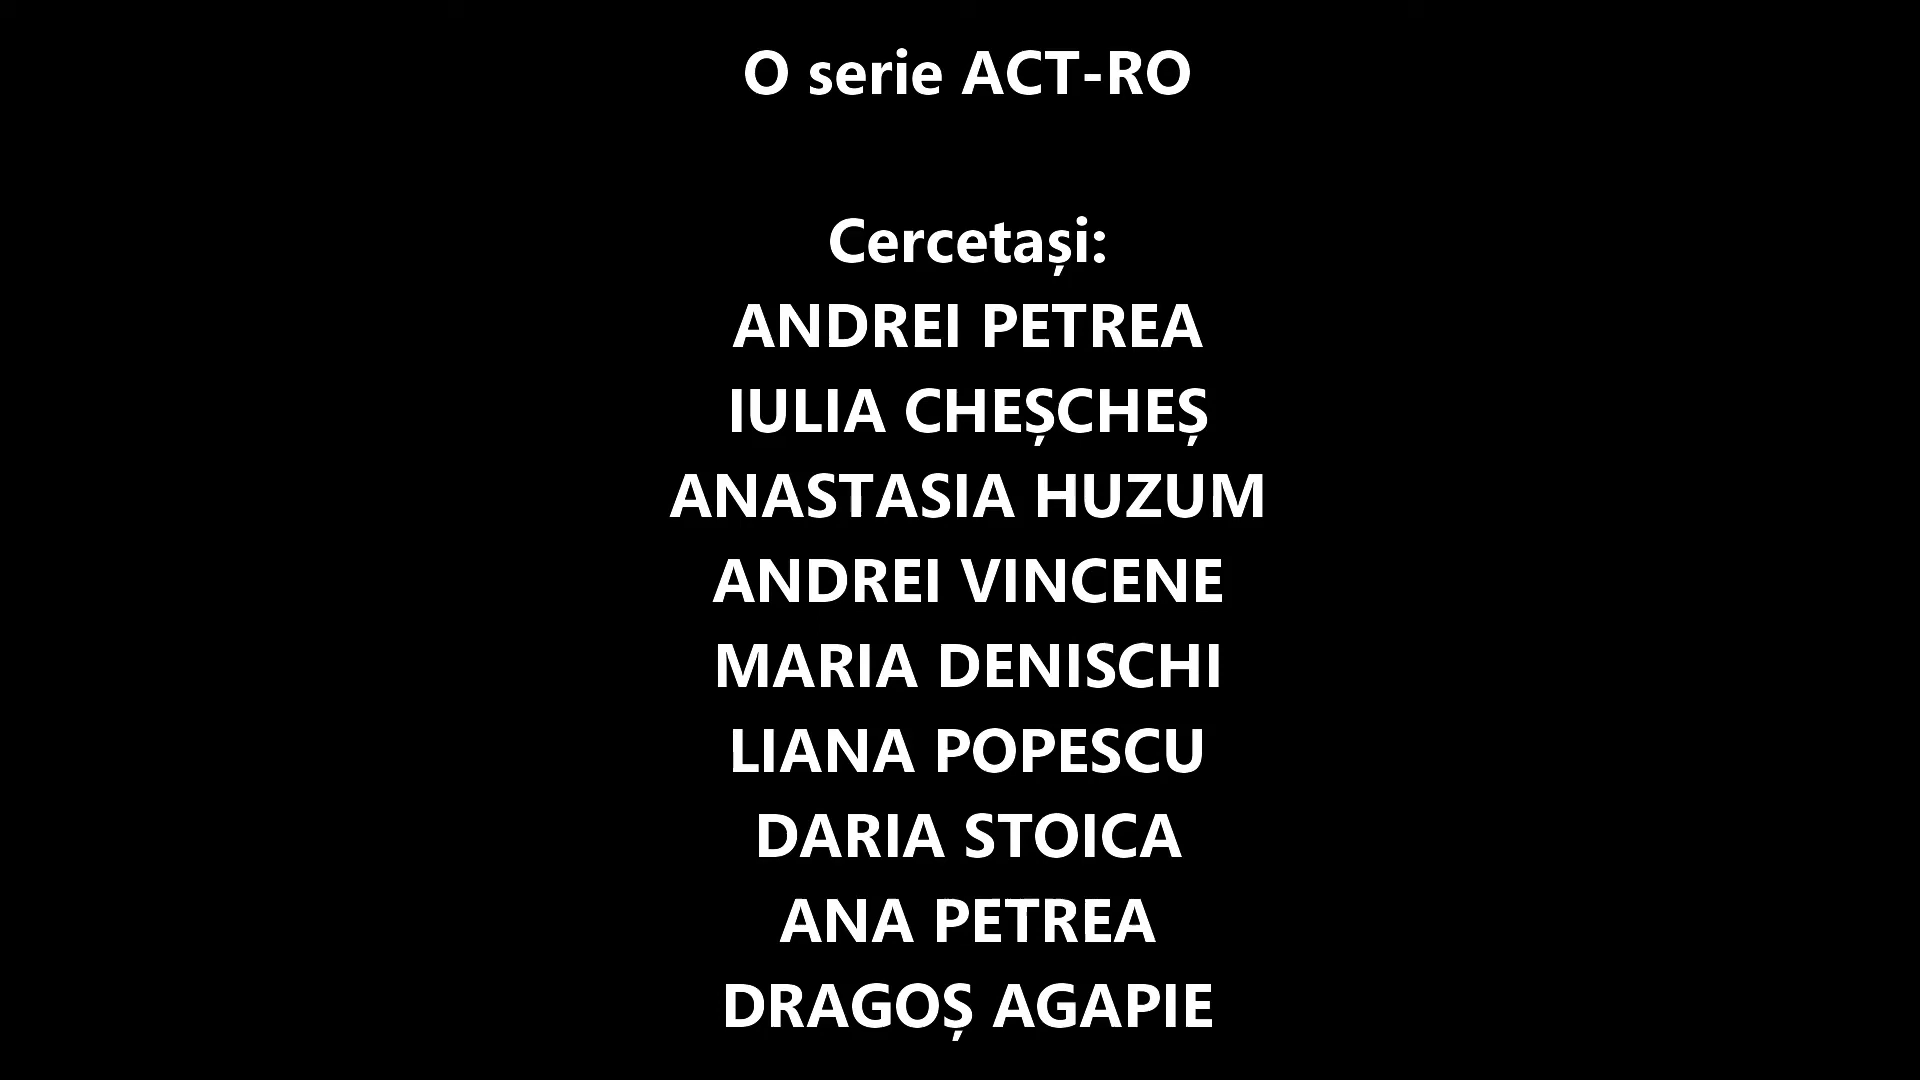 O serie ACT-RO
Cercetași:
ANDREI PETREA
IULIA CHEȘCHEȘ
ANASTASIA HUZUM
ANDREI VINCENE
MARIA DENISCHI
LIANA POPESCU
DARIA STOICA
ANA PETREA
DRAGOȘ AGAPIE